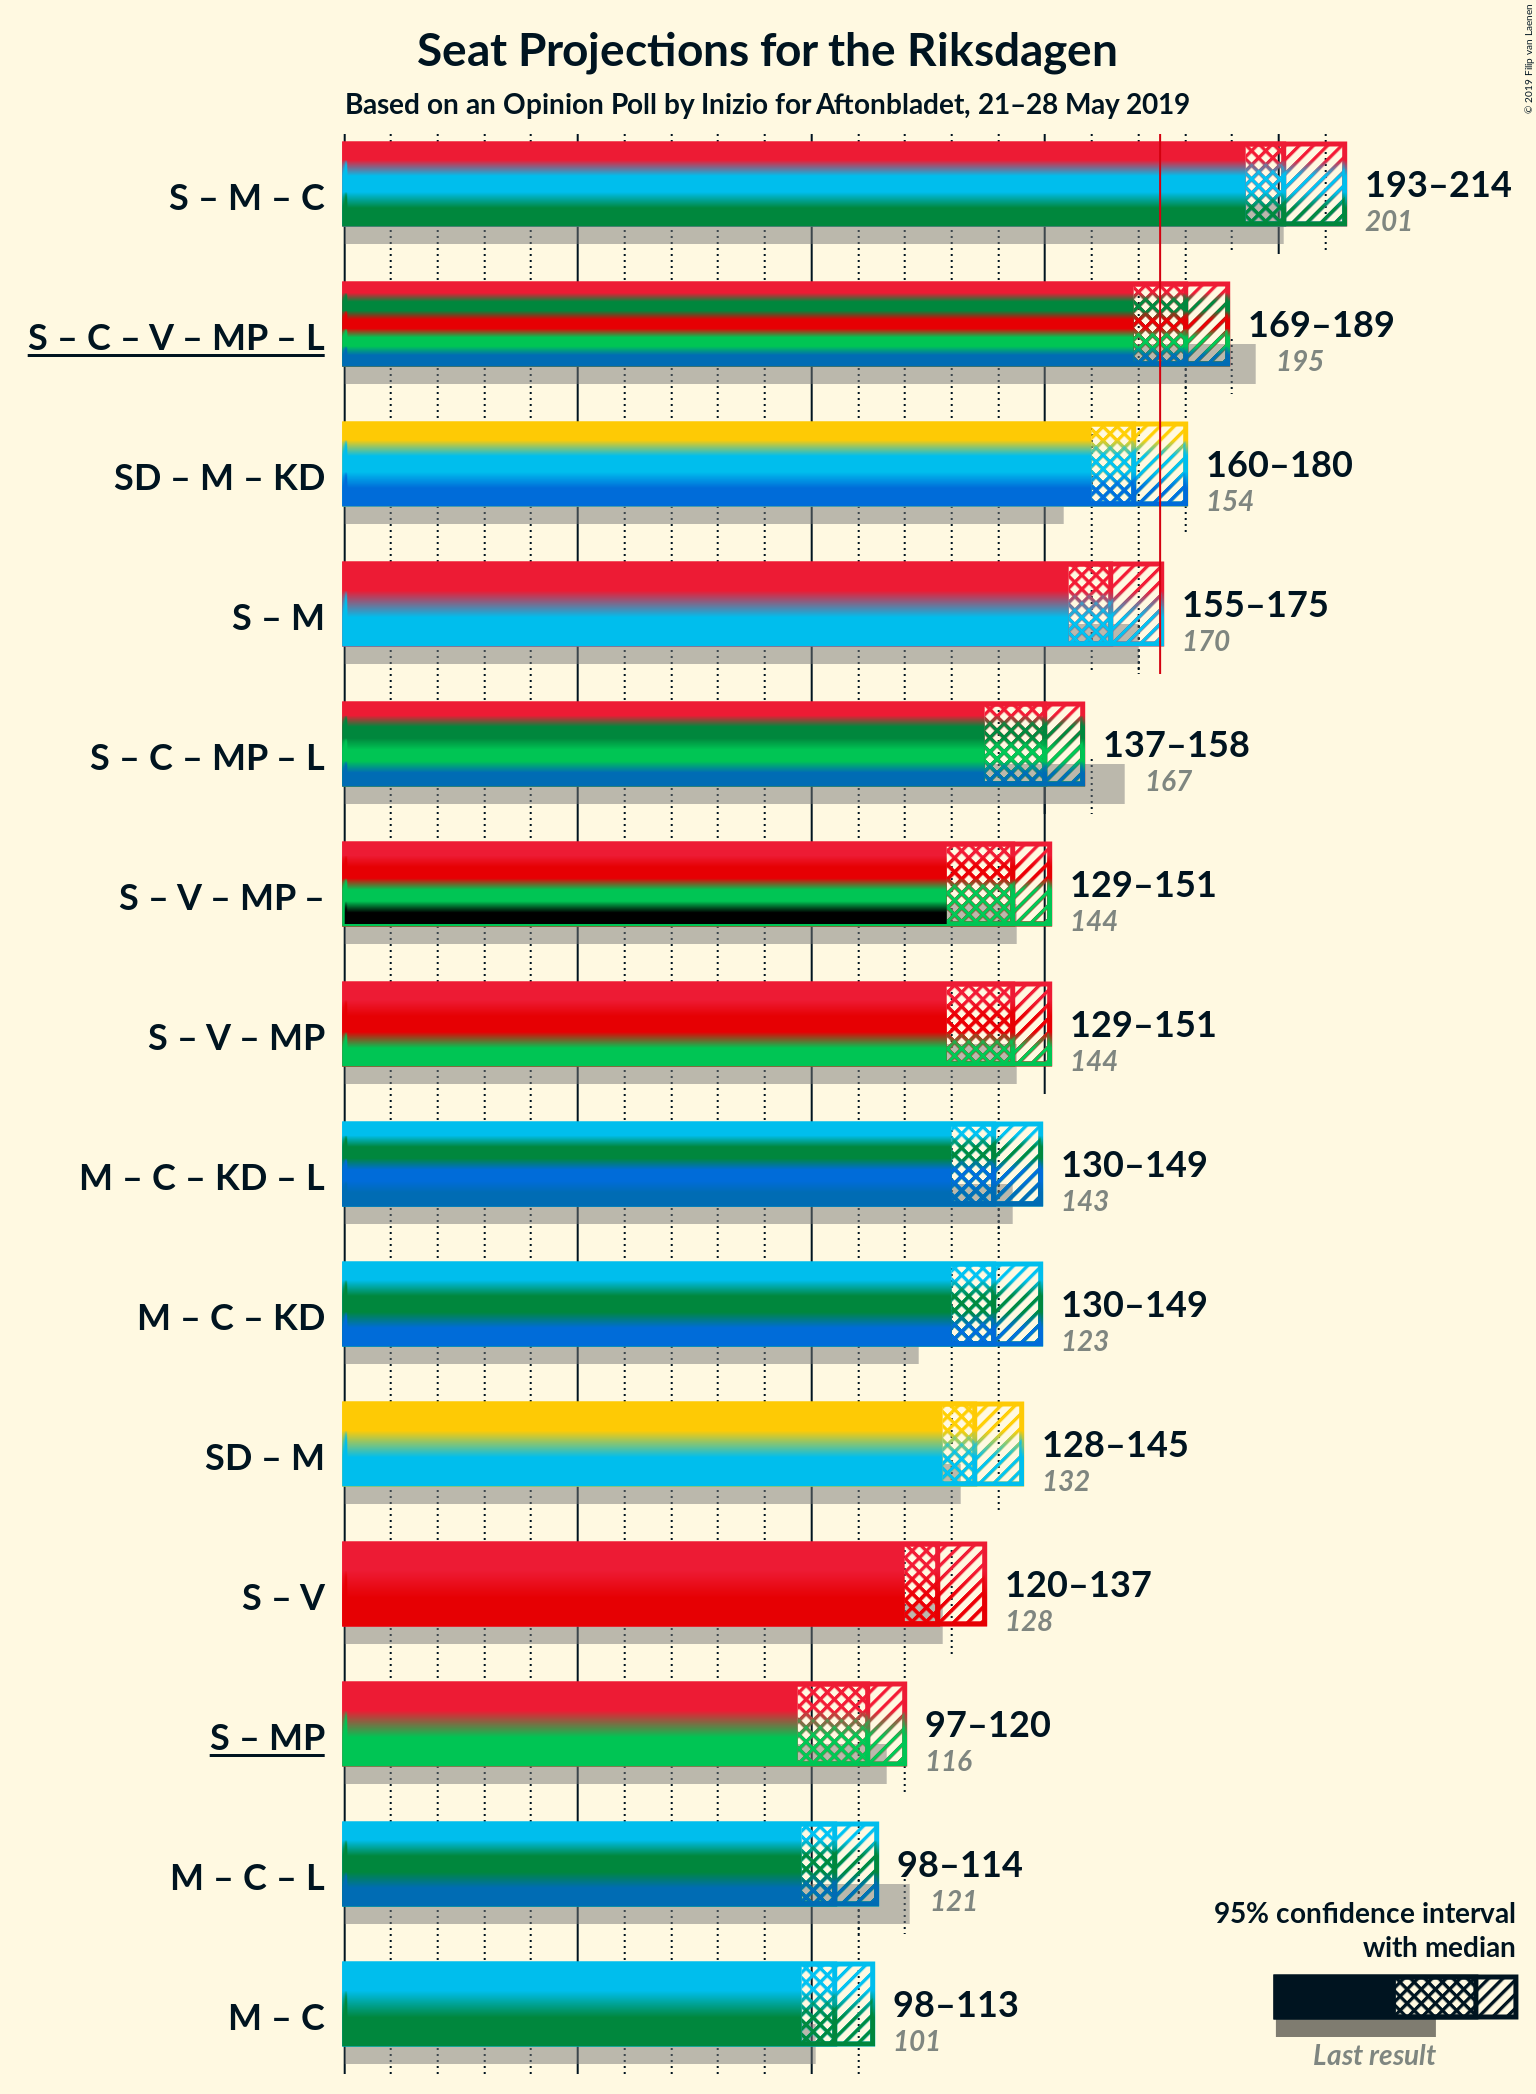 Seat Projections for the Riksdagen
Based on an Opinion Poll by Inizio for Aftonbladet, 21–28 May 2019
© 2019 Filip van Laenen
S – M – C
193–214
201
S – C – V – MP – L
169–189
195
SD – M – KD
160–180
154
S – M
155–175
170
S – C – MP – L
137–158
167
S – V – MP –
129–151
144
S – V – MP
129–151
144
M – C – KD – L
130–149
143
M – C – KD
130–149
123
SD – M
128–145
132
S – V
120–137
128
S – MP
97–120
116
M – C – L
98–114
121
M – C
98–113
101
95% confidence interval
with median
Last result